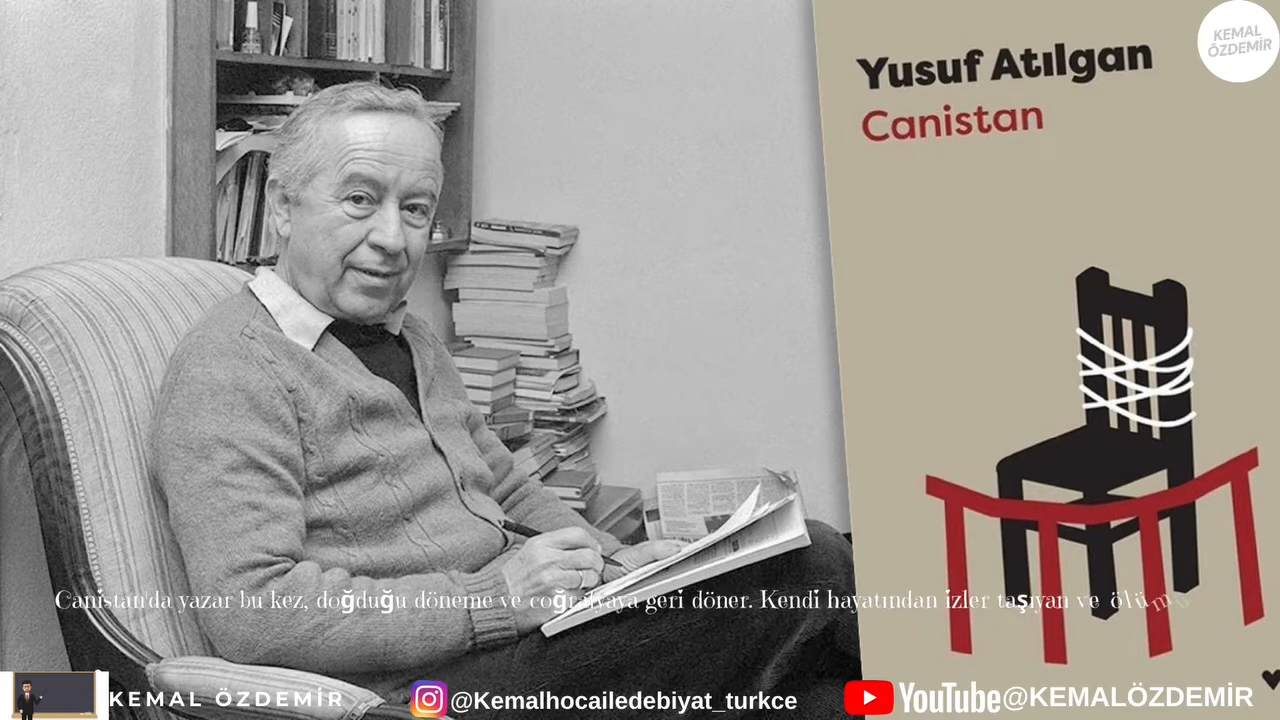 KEMAL
ÖZDEMİR
Yusuf Atılgan
Canistan
Canistan'da yazar bu kez, doğduğu döneme ve coğrafyaya geri döner. Kendi hayatından izler taşıyan ve ölüm
KEMAL ÖZDEMİR
@Kemalhocailedebiyat_turkce
YouTube@KEMALÖZDEMİR